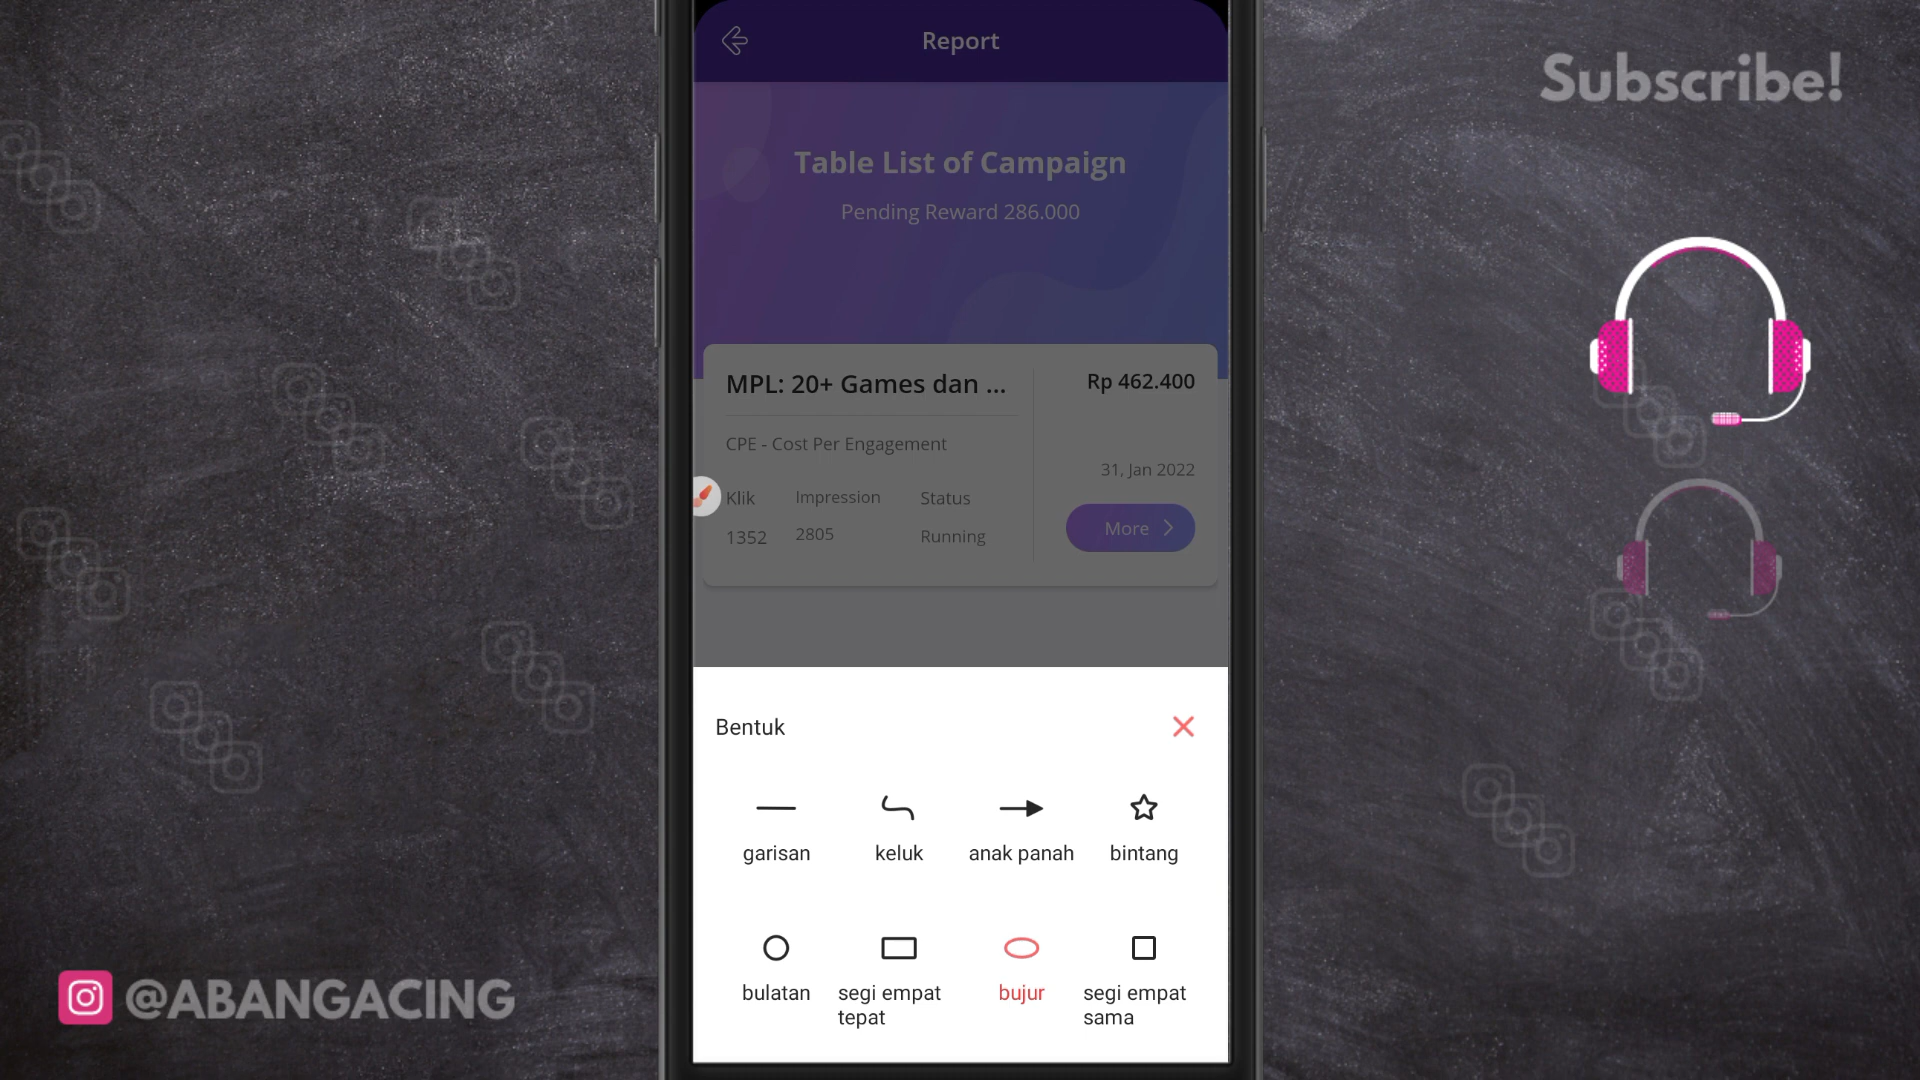 Report
Subscribe!
Table List of Campaign
Pending Reward 286.000
MPL: 20+ Games dan ...
Rp 462.400
CPE - Cost Per Engagement
31, Jan 2022
Klik Impression Status
1352 2805 Running
More
Bentuk
garisan keluk anak panah bintang
bulatan segi empat tepat bujur segi empat sama
@ABANGACING